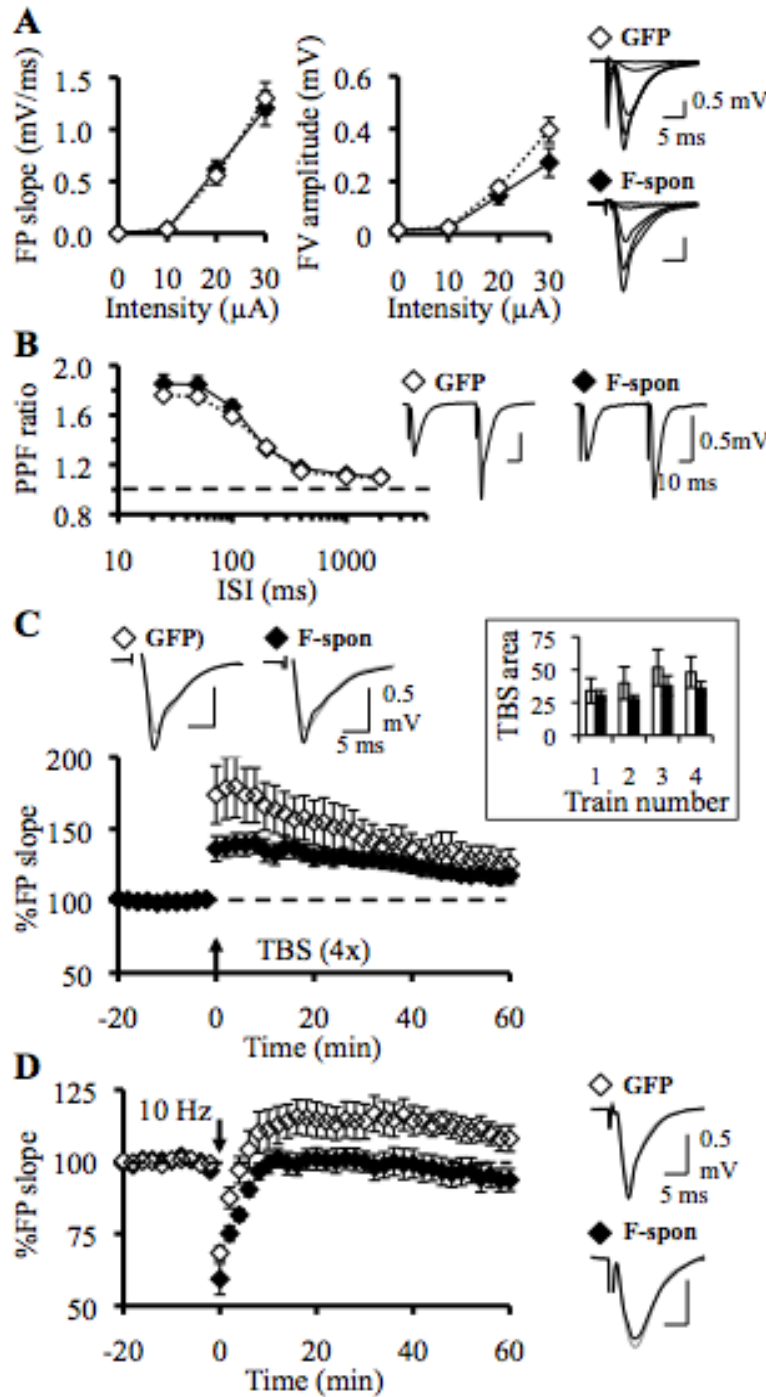 A
FP slope (mV/ms)
1.5
1.0
0.5
0.0
0 10 20 30
Intensity (µA)
FV amplitude (mV)
0.6
0.4
0.2
0.0
0 10 20 30
Intensity (µA)
GFP
0.5 mV
5 ms
F-spon
B
PPF ratio
2.0
1.6
1.2
0.8
10 100 1000
ISI (ms)
GFP
F-spon
0.5mV
10 ms
C
GFP)
F-spon
0.5
mV
5 ms
TBS area
75
50
25
0
1 2 3 4
Train number
%FP slope
200
150
100
50
TBS (4x)
-20 0 20 40 60
Time (min)
D
%FP slope
125
100
75
50
10 Hz
-20 0 20 40 60
Time (min)
GFP
0.5
mV
5 ms
F-spon